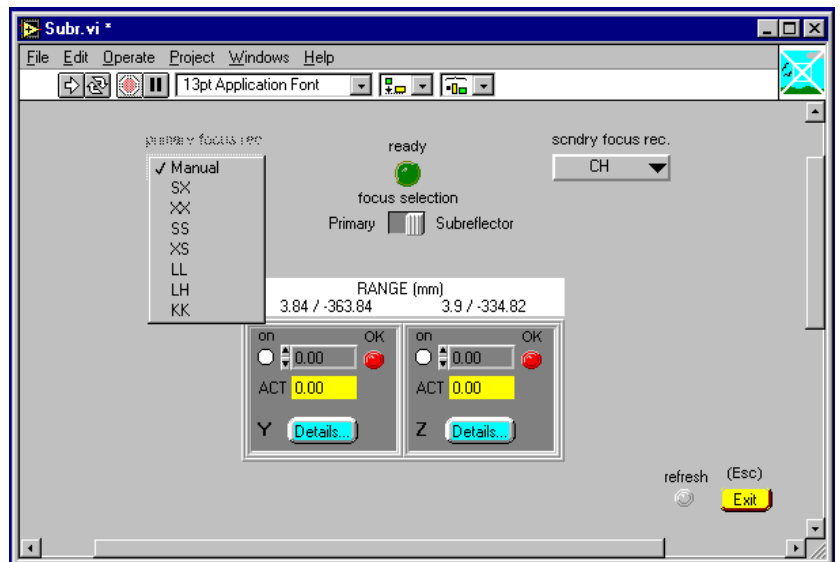 Subr.vi *
File Edit Operate Project Windows Help
13pt Application Font
primary focus rec
ready
scndry focus rec.
✓ Manual
SX
XX
SS
XS
LL
LH
KK
CH
focus selection
Primary Subreflector
RANGE (mm)
3.84 / -363.84 3.9 / -334.82
on OK on OK
0.00 0.00
ACT 0.00 ACT 0.00
Y Details... Z Details...
refresh (Esc)
Exit